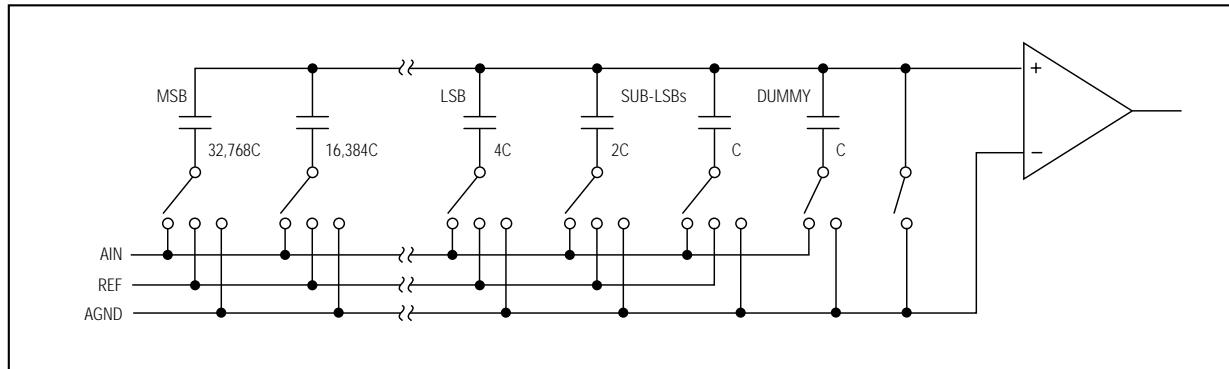 MSB
LSB
SUB-LSBs
DUMMY
32,768C
16,384C
4C
2C
C
C
+
−
AIN
REF
AGND